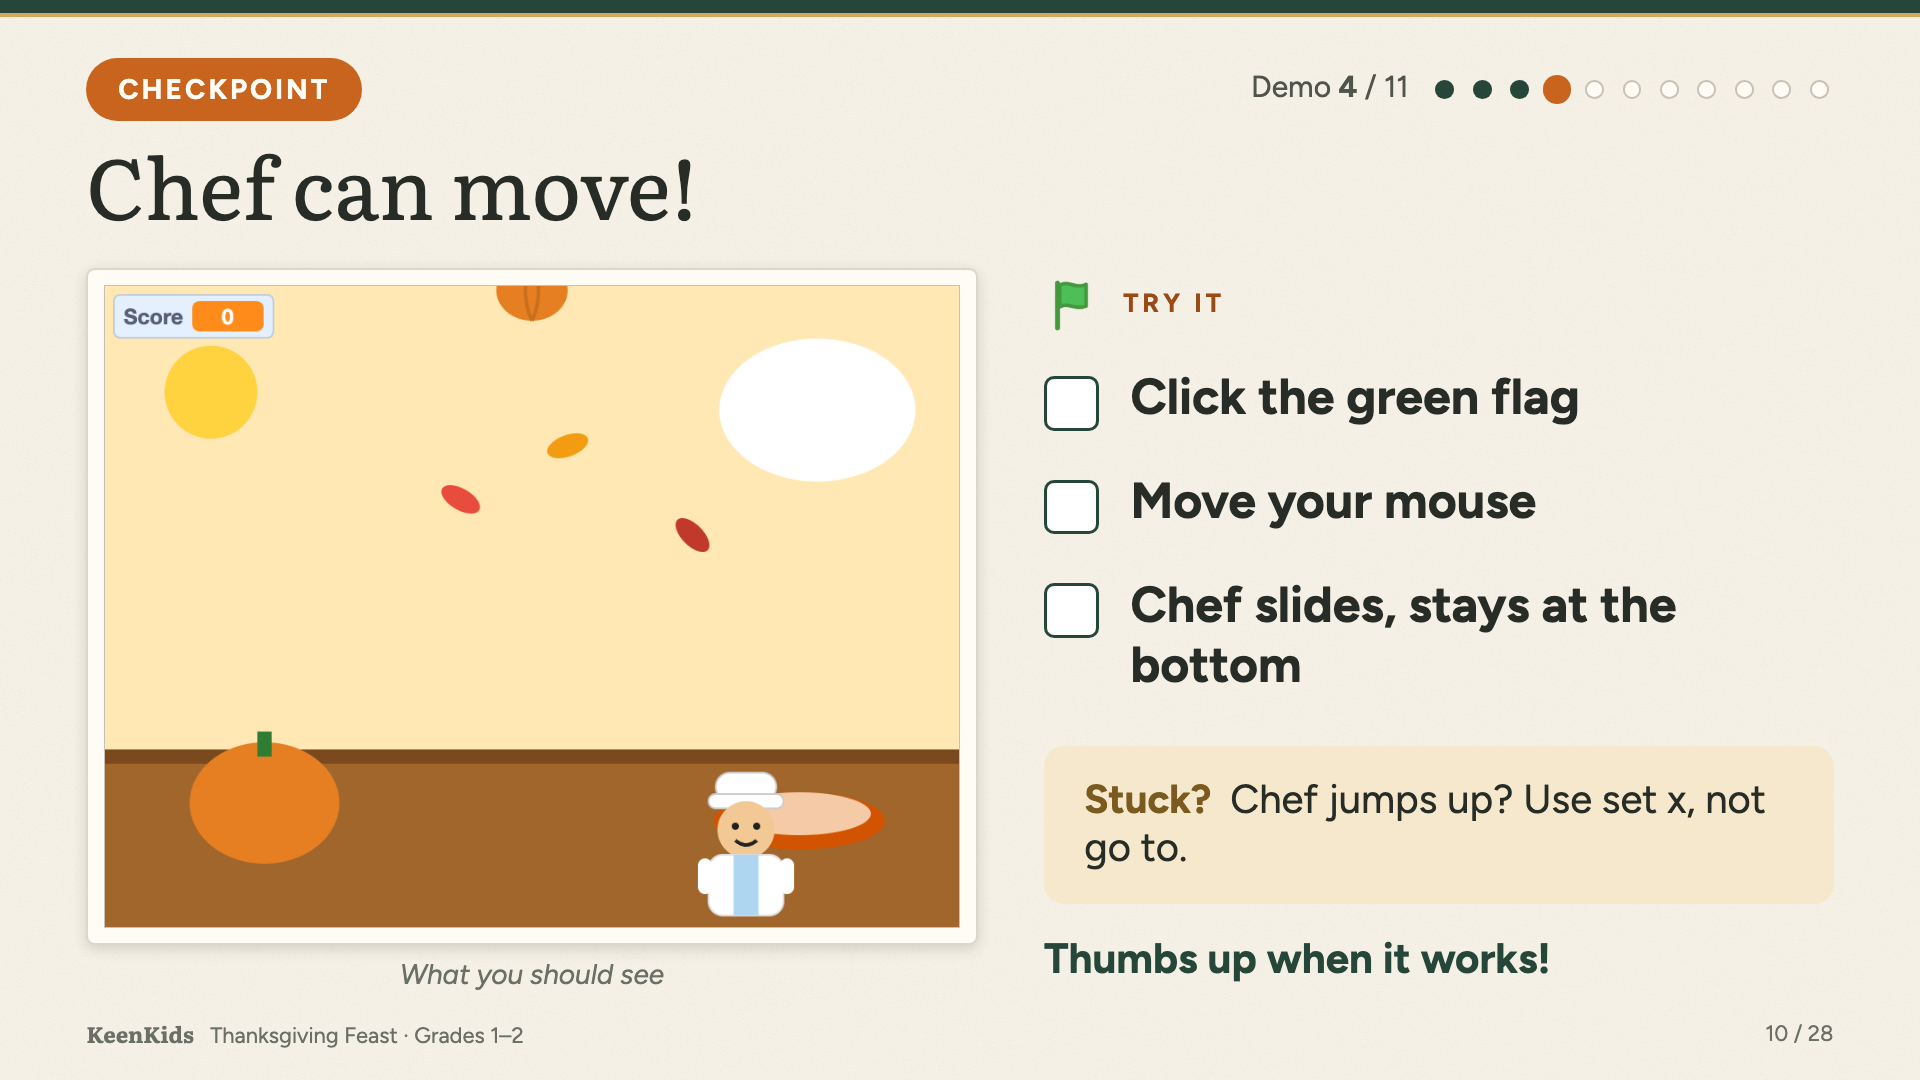 CHECKPOINT
Demo 4 / 11
Chef can move!
Score 0
What you should see
TRY IT
Click the green flag
Move your mouse
Chef slides, stays at the
bottom
Stuck? Chef jumps up? Use set x, not
go to.
Thumbs up when it works!
KeenKids Thanksgiving Feast · Grades 1–2
10 / 28